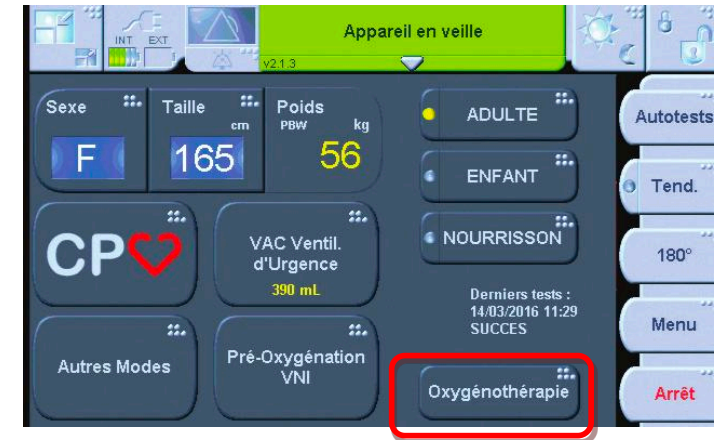 INT EXT
Appareil en veille
v2.1.3
Sexe
Taille
cm
Poids
PBW kg
F
165
56
ADULTE
ENFANT
NOURRISSON
CP
VAC Ventil.
d'Urgence
390 mL
Derniers tests :
14/03/2016 11:29
SUCCES
Autres Modes
Pré-Oxygénation
VNI
Oxygénothérapie
Autotests
Tend.
180°
Menu
Arrêt